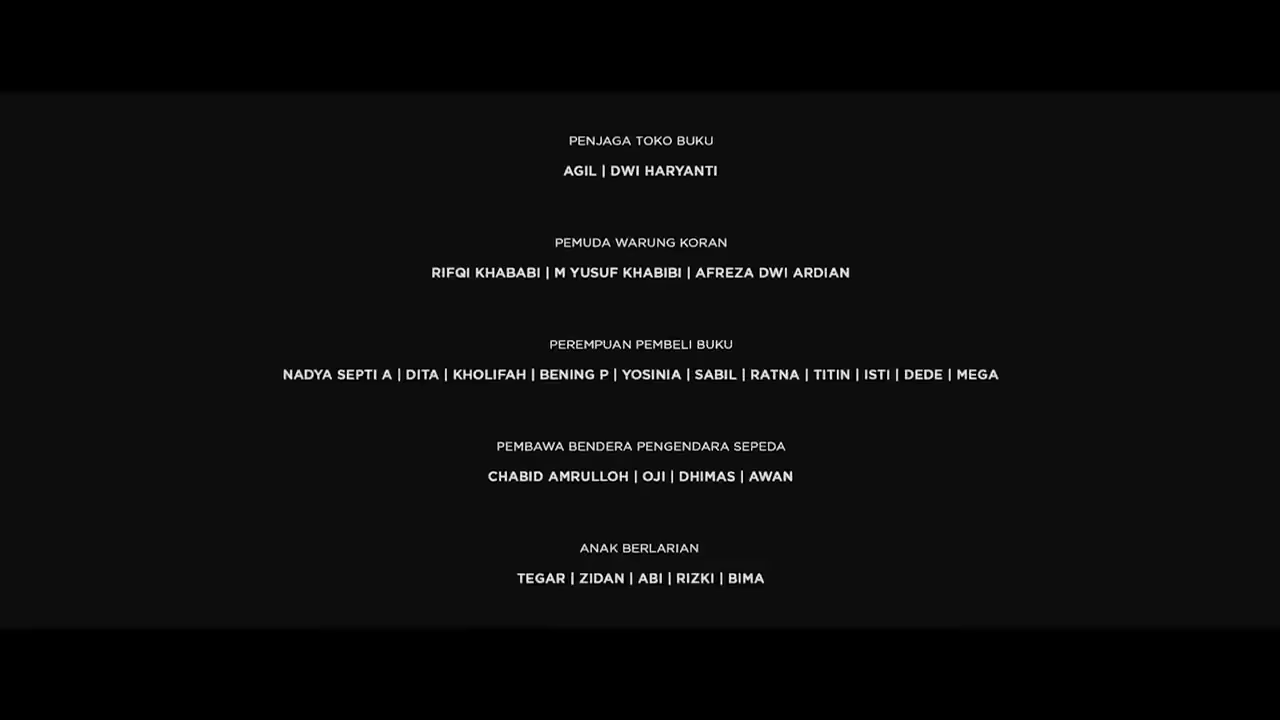 PENJAGA TOKO BUKU
AGIL | DWI HARYANTI
PEMUDA WARUNG KORAN
RIFQI KHABABI | M YUSUF KHABIBI | AFREZA DWI ARDIAN
PEREMPUAN PEMBELI BUKU
NADYA SEPTI A | DITA | KHOLIFAH | BENING P | YOSINIA | SABIL | RATNA | TITIN | ISTI | DEDE | MEGA
PEMBAWA BENDERA PENGENDARA SEPEDA
CHABID AMRULLOH | OJI | DHIMAS | AWAN
ANAK BERLARIAN
TEGAR | ZIDAN | ABI | RIZKI | BIMA